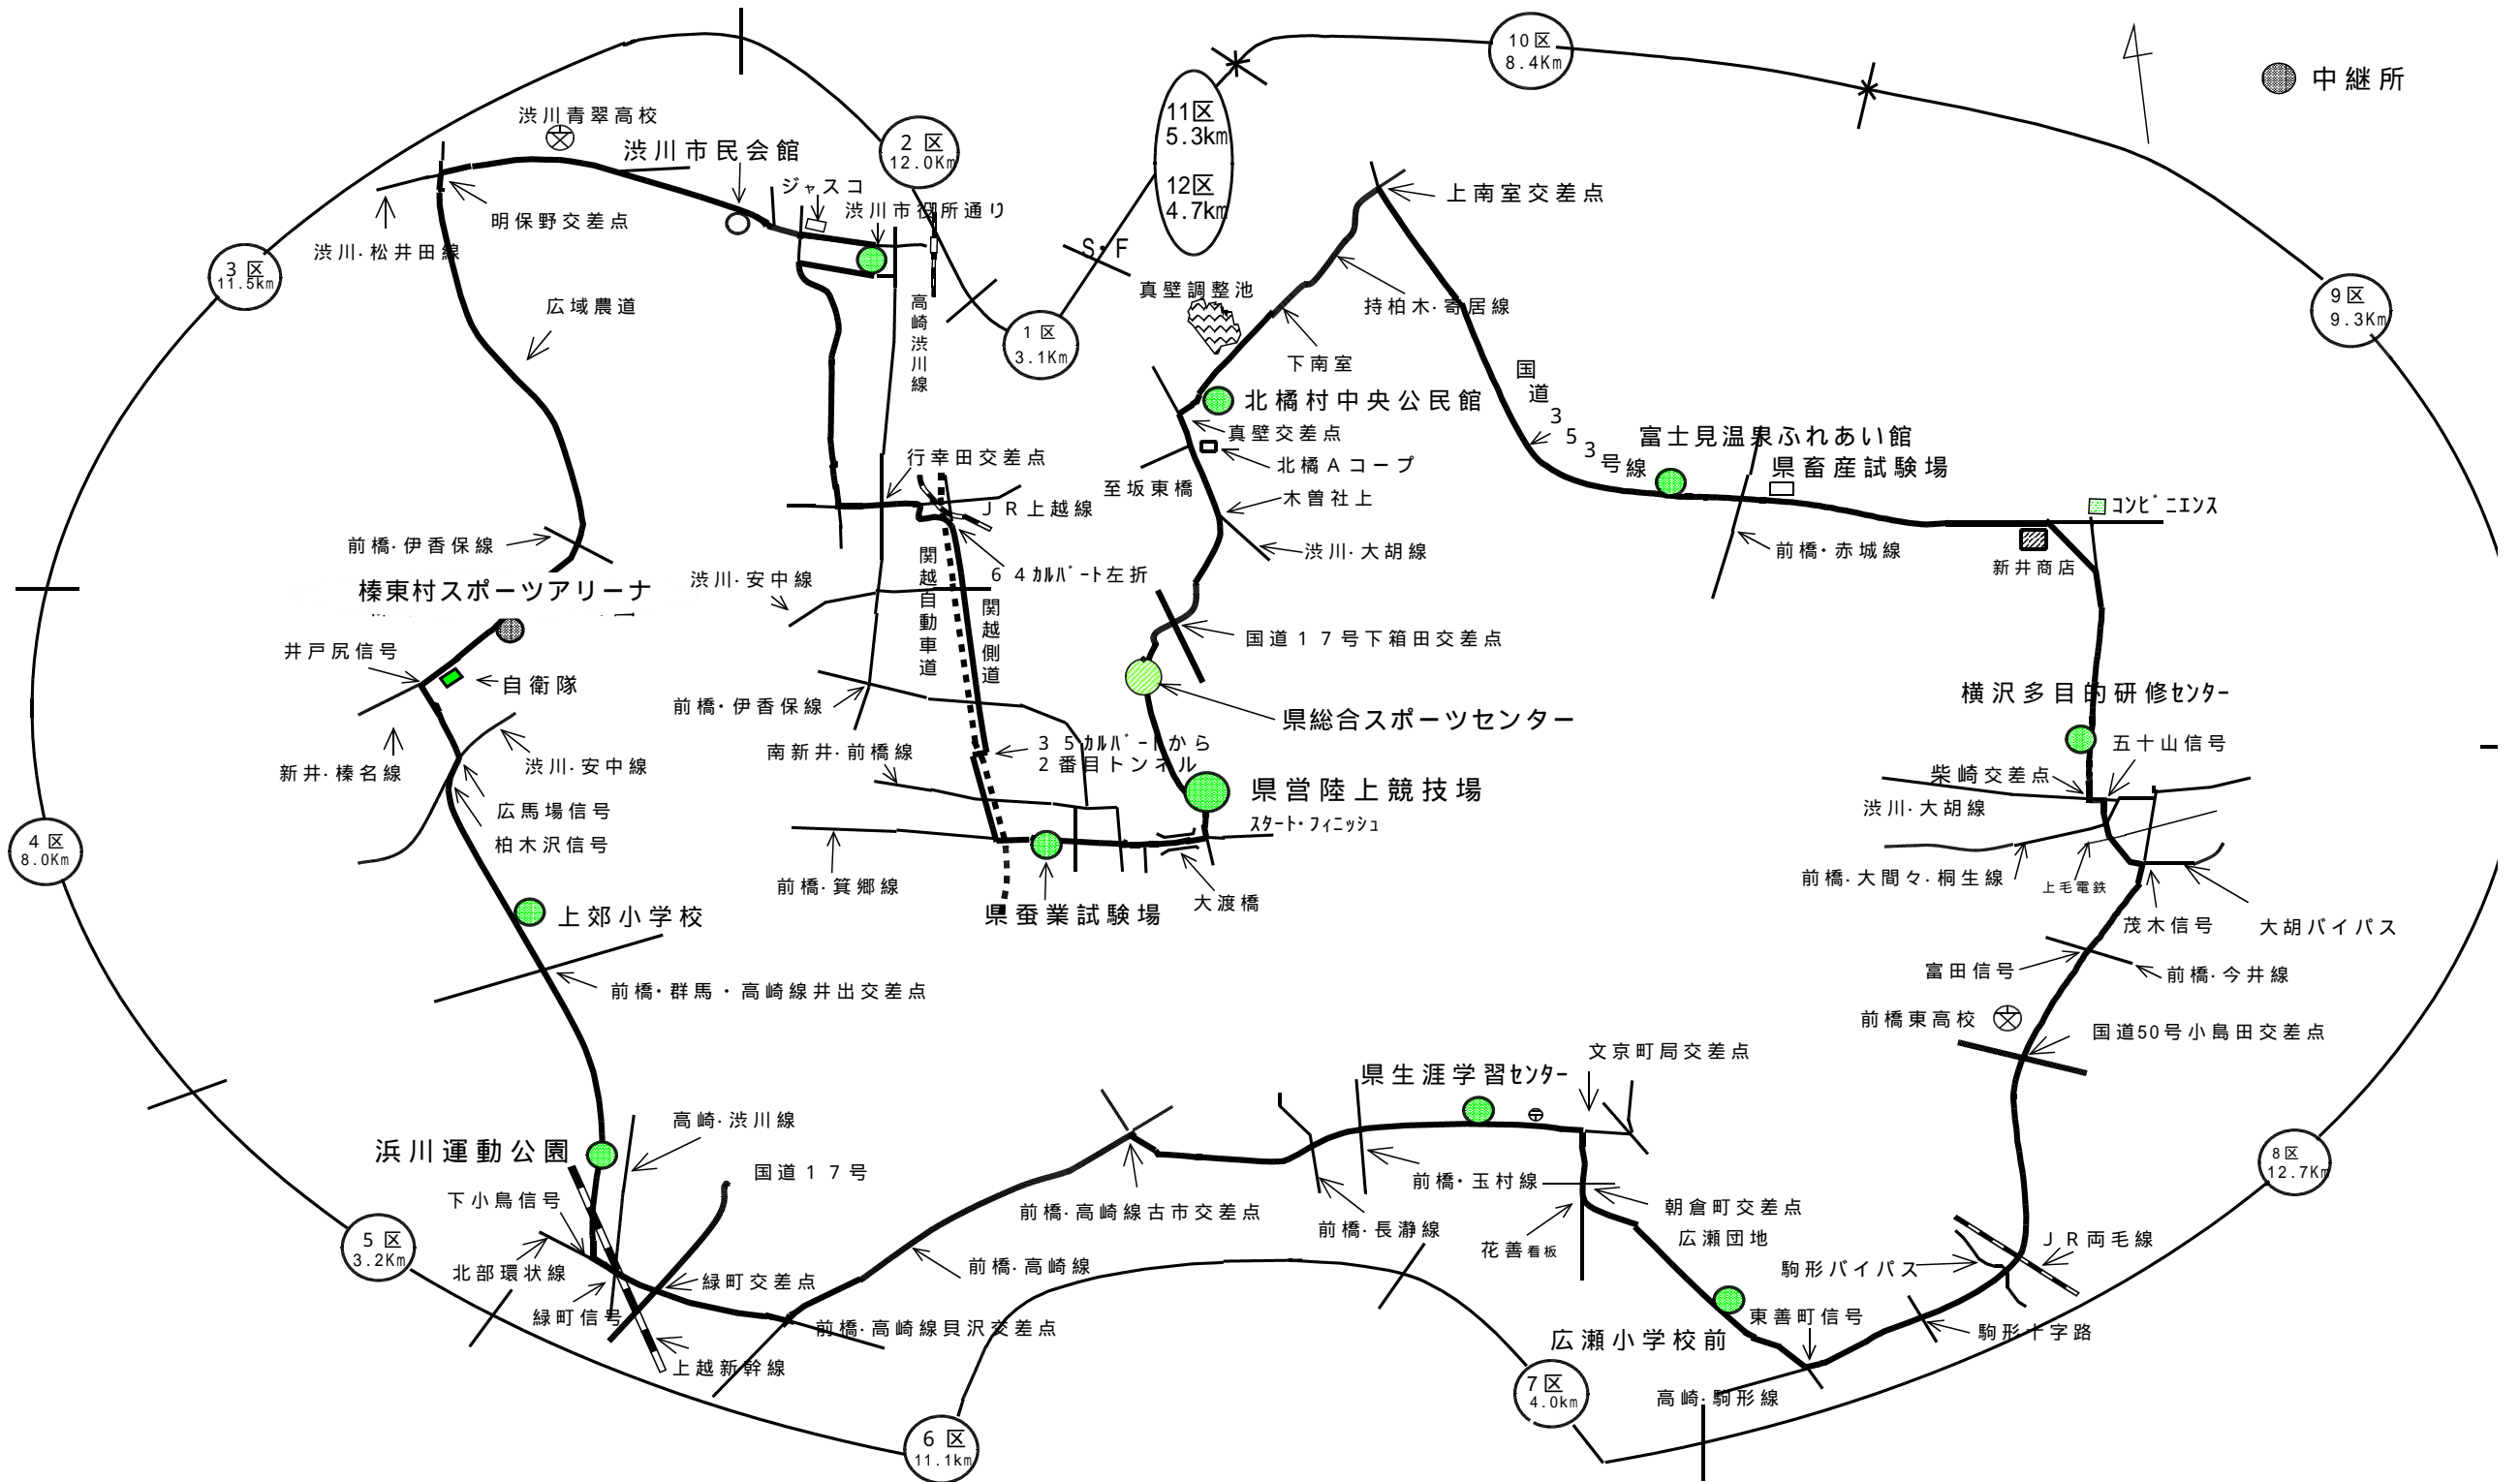 10区
8.4Km
中継所
11区
5.3km
12区
4.7km
渋川青翠高校
渋川市民会館
2 区
12.0Km
ジャスコ
渋川市役所通り
上南室交差点
明保野交差点
渋川・松井田線
S・F
3 区
11.5km
真壁調整池
9区
9.3Km
広域農道
高崎渋川線
持柏木・寄居線
1 区
3.1Km
下南室
国道353号線
北橘村中央公民館
真壁交差点
富士見温泉ふれあい館
行幸田交差点
北橘Aコープ
県畜産試験場
至坂東橋
木曽社上
JR上越線
コンビニエンス
前橋・伊香保線
渋川・大胡線
前橋・赤城線
新井商店
64カルバート左折
渋川・安中線
榛東村スポーツアリーナ
関越自動車道
関越側道
国道17号下箱田交差点
井戸尻信号
自衛隊
横沢多目的研修センター
前橋・伊香保線
県総合スポーツセンター
35カルバートから
2番目トンネル
南新井・前橋線
五十山信号
新井・榛名線
渋川・安中線
柴崎交差点
県営陸上競技場
スタート・フィニッシュ
渋川・大胡線
広馬場信号
柏木沢信号
4 区
8.0Km
前橋・箕郷線
大渡橋
前橋・大間々・桐生線
上毛電鉄
県蚕業試験場
上郊小学校
茂木信号
大胡バイパス
富田信号
前橋・今井線
前橋・群馬・高崎線井出交差点
前橋東高校
国道50号小島田交差点
文京町局交差点
県生涯学習センター
高崎・渋川線
浜川運動公園
国道17号
8区
12.7Km
下小鳥信号
前橋・玉村線
前橋・高崎線古市交差点
朝倉町交差点
前橋・長瀞線
5 区
3.2Km
花善看板
広瀬団地
JR両毛線
北部環状線
緑町交差点
前橋・高崎線
駒形バイパス
緑町信号
前橋・高崎線貝沢交差点
東善町信号
広瀬小学校前
駒形十字路
上越新幹線
7区
4.0km
高崎・駒形線
6 区
11.1km